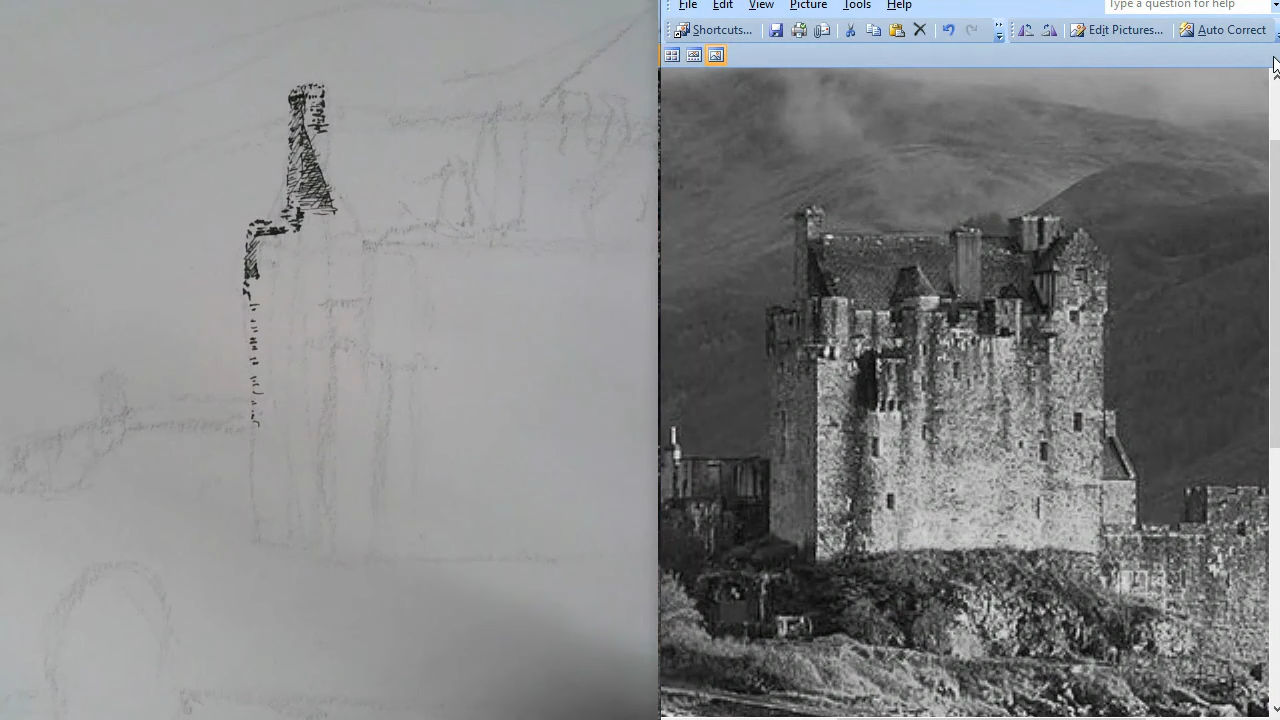 File Edit View Picture Tools Help Type a question for help
Shortcuts... Edit Pictures... Auto Correct